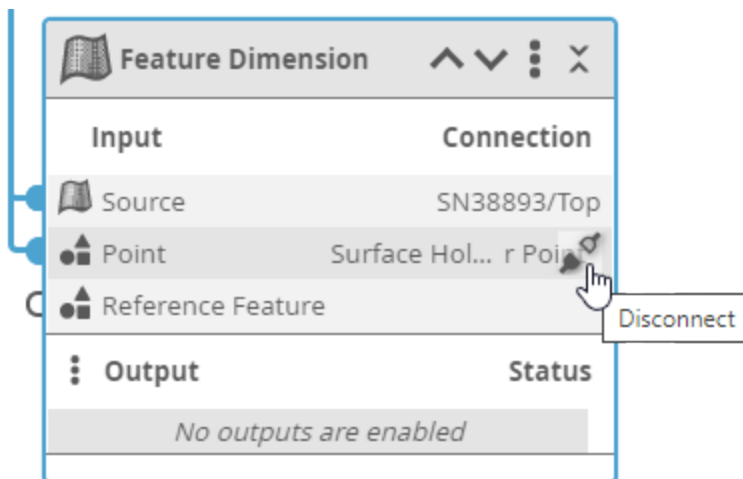 Feature Dimension
Input Connection
Source SN38893/Top
Point Surface Hol... r Point
Reference Feature
Disconnect
Output Status
No outputs are enabled